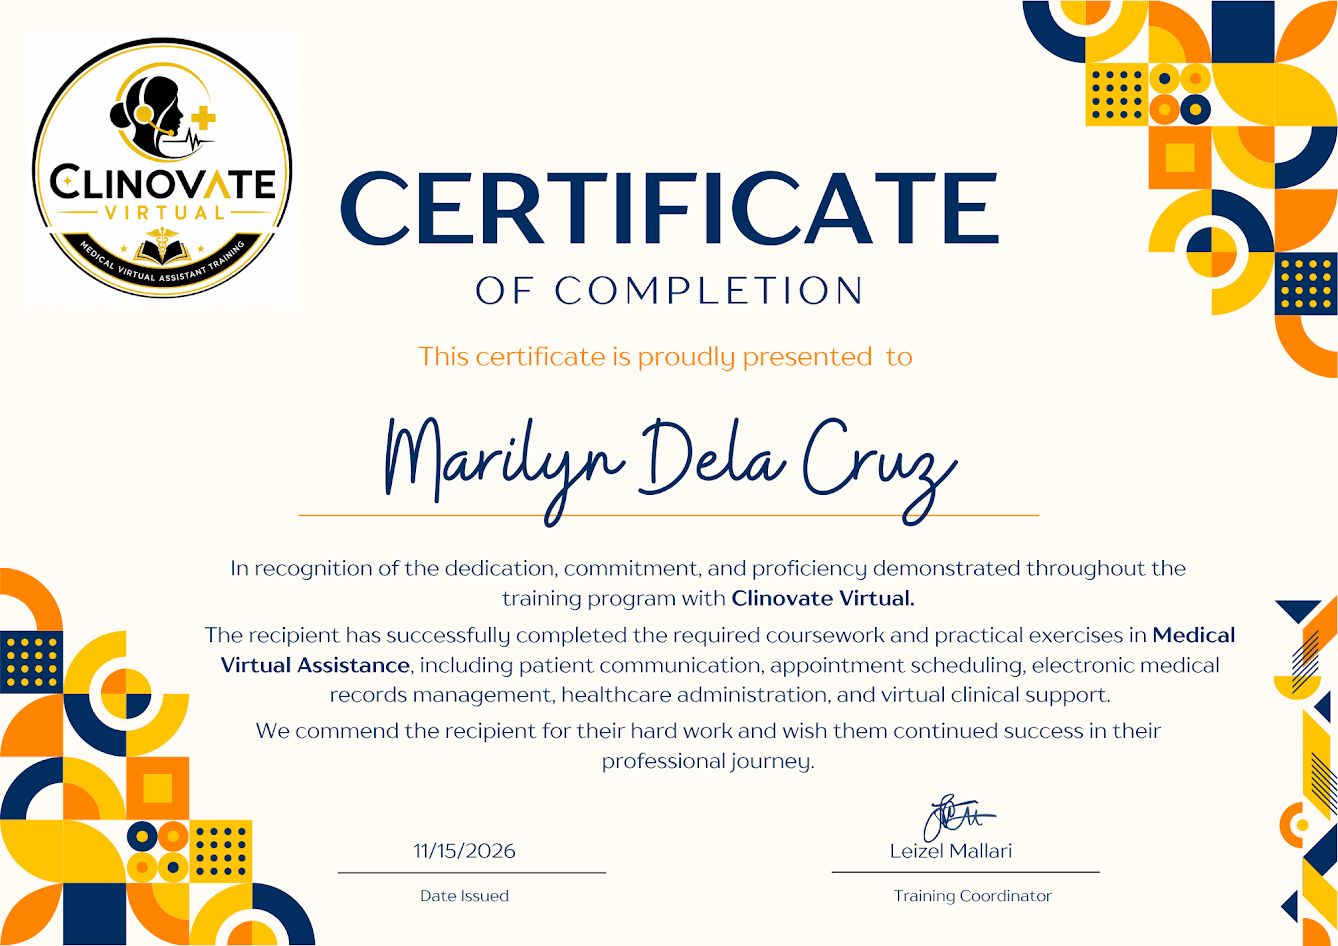 CLINOVATE
VIRTUAL
MEDICAL VIRTUAL ASSISTANT TRAINING
CERTIFICATE
OF COMPLETION
This certificate is proudly presented to
Marilyn Dela Cruz
In recognition of the dedication, commitment, and proficiency demonstrated throughout the
training program with Clinovate Virtual.
The recipient has successfully completed the required coursework and practical exercises in Medical
Virtual Assistance, including patient communication, appointment scheduling, electronic medical
records management, healthcare administration, and virtual clinical support.
We commend the recipient for their hard work and wish them continued success in their
professional journey.
11/15/2026
Date Issued
Leizel Mallari
Training Coordinator